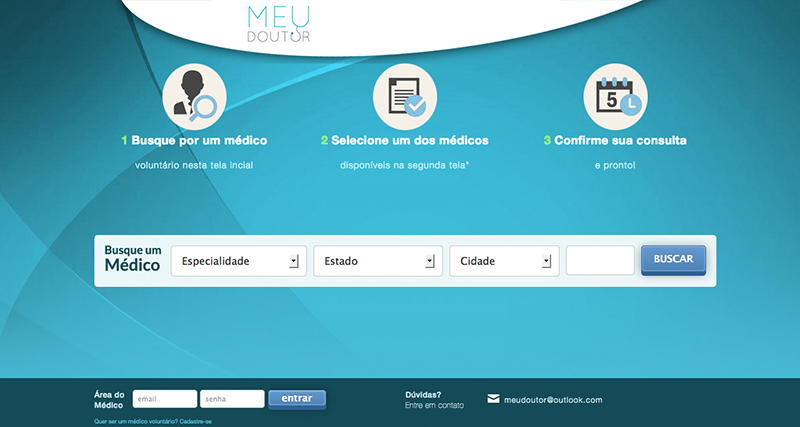 MEU
DOUTOR
5
1 Busque por um médico
voluntário nesta tela incial
2 Selecione um dos médicos
disponíveis na segunda tela*
3 Confirme sua consulta
e pronto!
Busque um
Médico
Especialidade
Estado
Cidade
BUSCAR
Área do
Médico
email
senha
entrar
Quer ser um médico voluntário? Cadastre-se
Dúvidas?
Entre em contato
meudoutor@outlook.com